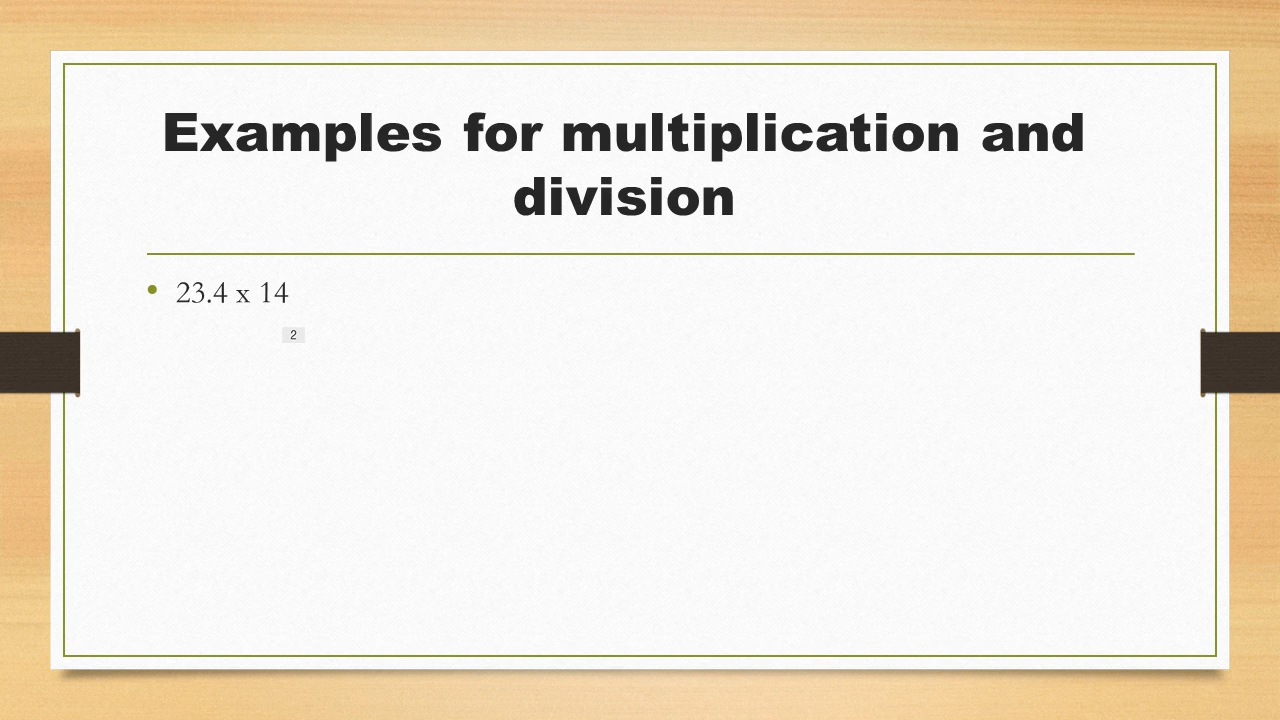 Examples for multiplication and
division
• 23.4 x 14
2